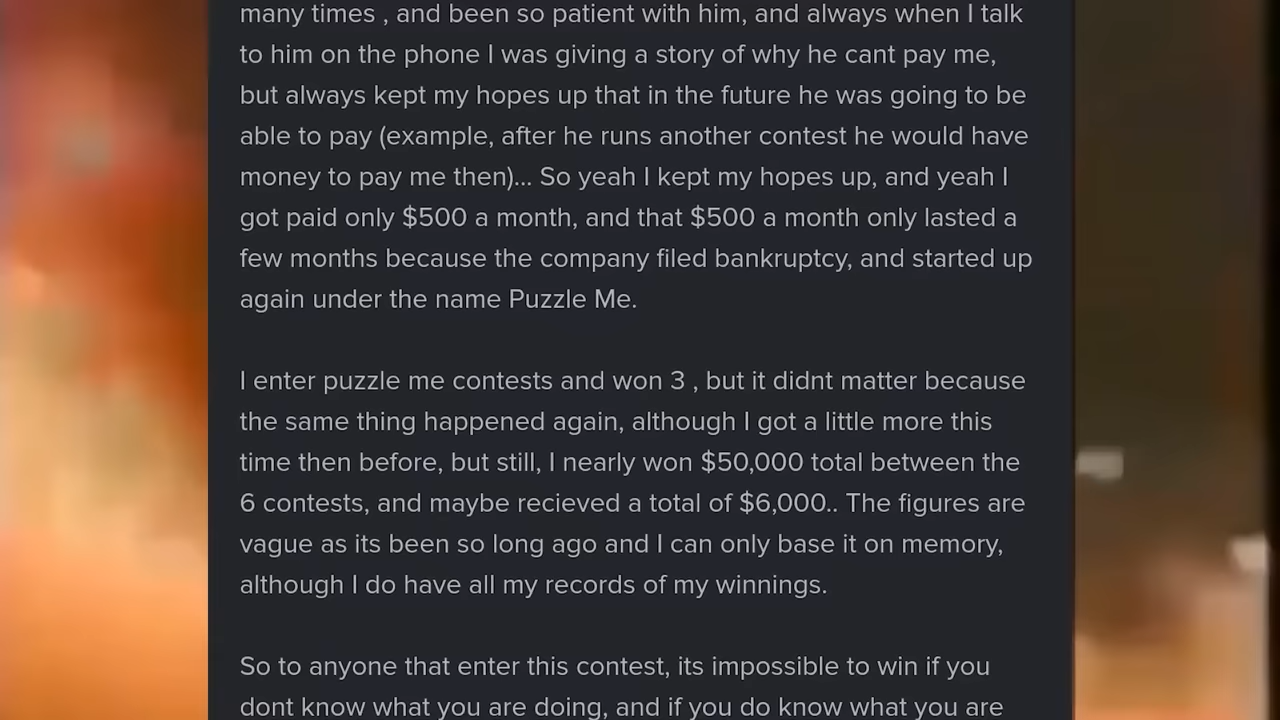 many times , and been so patient with him, and always when I talk
to him on the phone I was giving a story of why he cant pay me,
but always kept my hopes up that in the future he was going to be
able to pay (example, after he runs another contest he would have
money to pay me then)... So yeah I kept my hopes up, and yeah I
got paid only $500 a month, and that $500 a month only lasted a
few months because the company filed bankruptcy, and started up
again under the name Puzzle Me.
I enter puzzle me contests and won 3 , but it didnt matter because
the same thing happened again, although I got a little more this
time then before, but still, I nearly won $50,000 total between the
6 contests, and maybe recieved a total of $6,000.. The figures are
vague as its been so long ago and I can only base it on memory,
although I do have all my records of my winnings.
So to anyone that enter this contest, its impossible to win if you
dont know what you are doing, and if you do know what you are